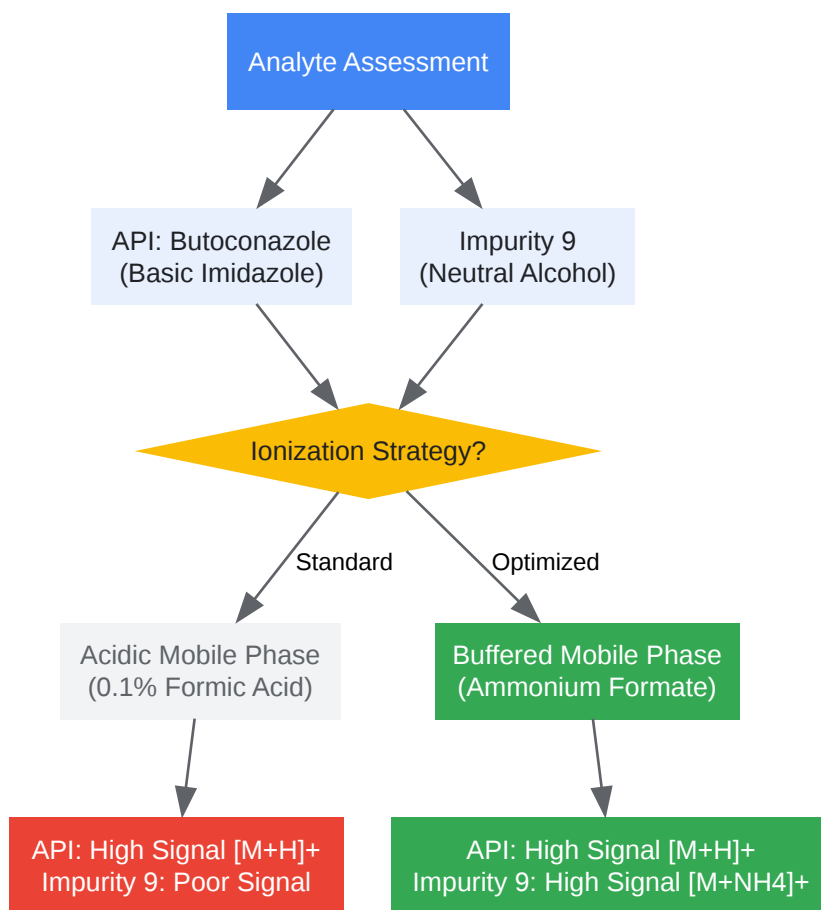 Analyte Assessment
API: Butoconazole
(Basic Imidazole)
Impurity 9
(Neutral Alcohol)
Ionization Strategy?
Standard
Optimized
Acidic Mobile Phase
(0.1% Formic Acid)
Buffered Mobile Phase
(Ammonium Formate)
API: High Signal [M+H]+
Impurity 9: Poor Signal
API: High Signal [M+H]+
Impurity 9: High Signal [M+NH4]+